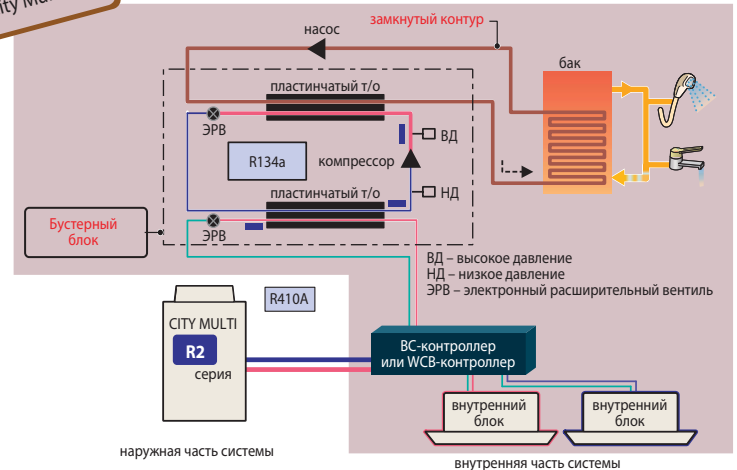 насос
замкнутый контур
бак
пластинчатый т/о
ЭРВ
ВД
R134a
компрессор
пластинчатый т/о
НД
ЭРВ
Бустерный
блок
ВД – высокое давление
НД – низкое давление
ЭРВ – электронный расширительный вентиль
R410A
CITY MULTI
R2
серия
BC-контроллер
или WCB-контроллер
внутренний
блок
внутренний
блок
наружная часть системы
внутренняя часть системы